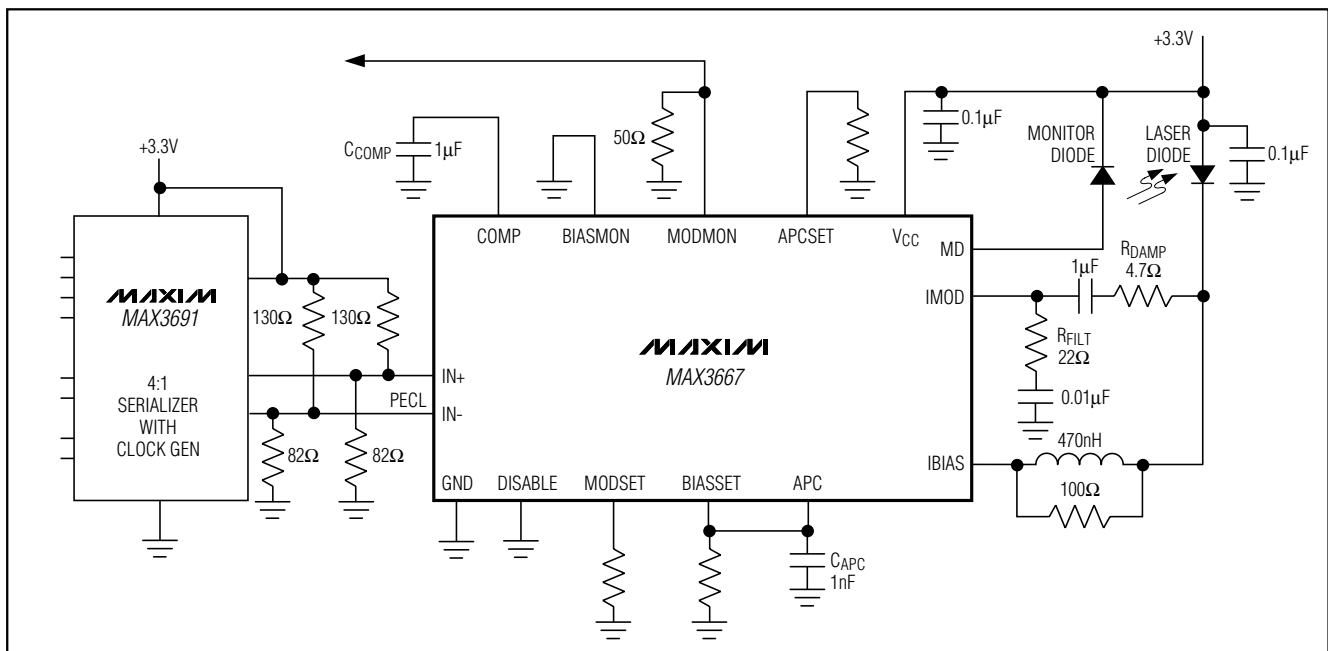 +3.3V
50Ω
0.1μF
MONITOR
DIODE
LASER
DIODE
0.1μF
CCOMP
1μF
+3.3V
COMP
BIASMON
MODMON
APCSET
VCC
MD
1μF
RDAMP
4.7Ω
IMOD
MAXIM
MAX3691
4:1
SERIALIZER
WITH
CLOCK GEN
130Ω
130Ω
MAXIM
MAX3667
RFILT
22Ω
0.01μF
IN+
PECL
IN-
82Ω
82Ω
470nH
IBIAS
100Ω
GND
DISABLE
MODSET
BIASSET
APC
CAPC
1nF